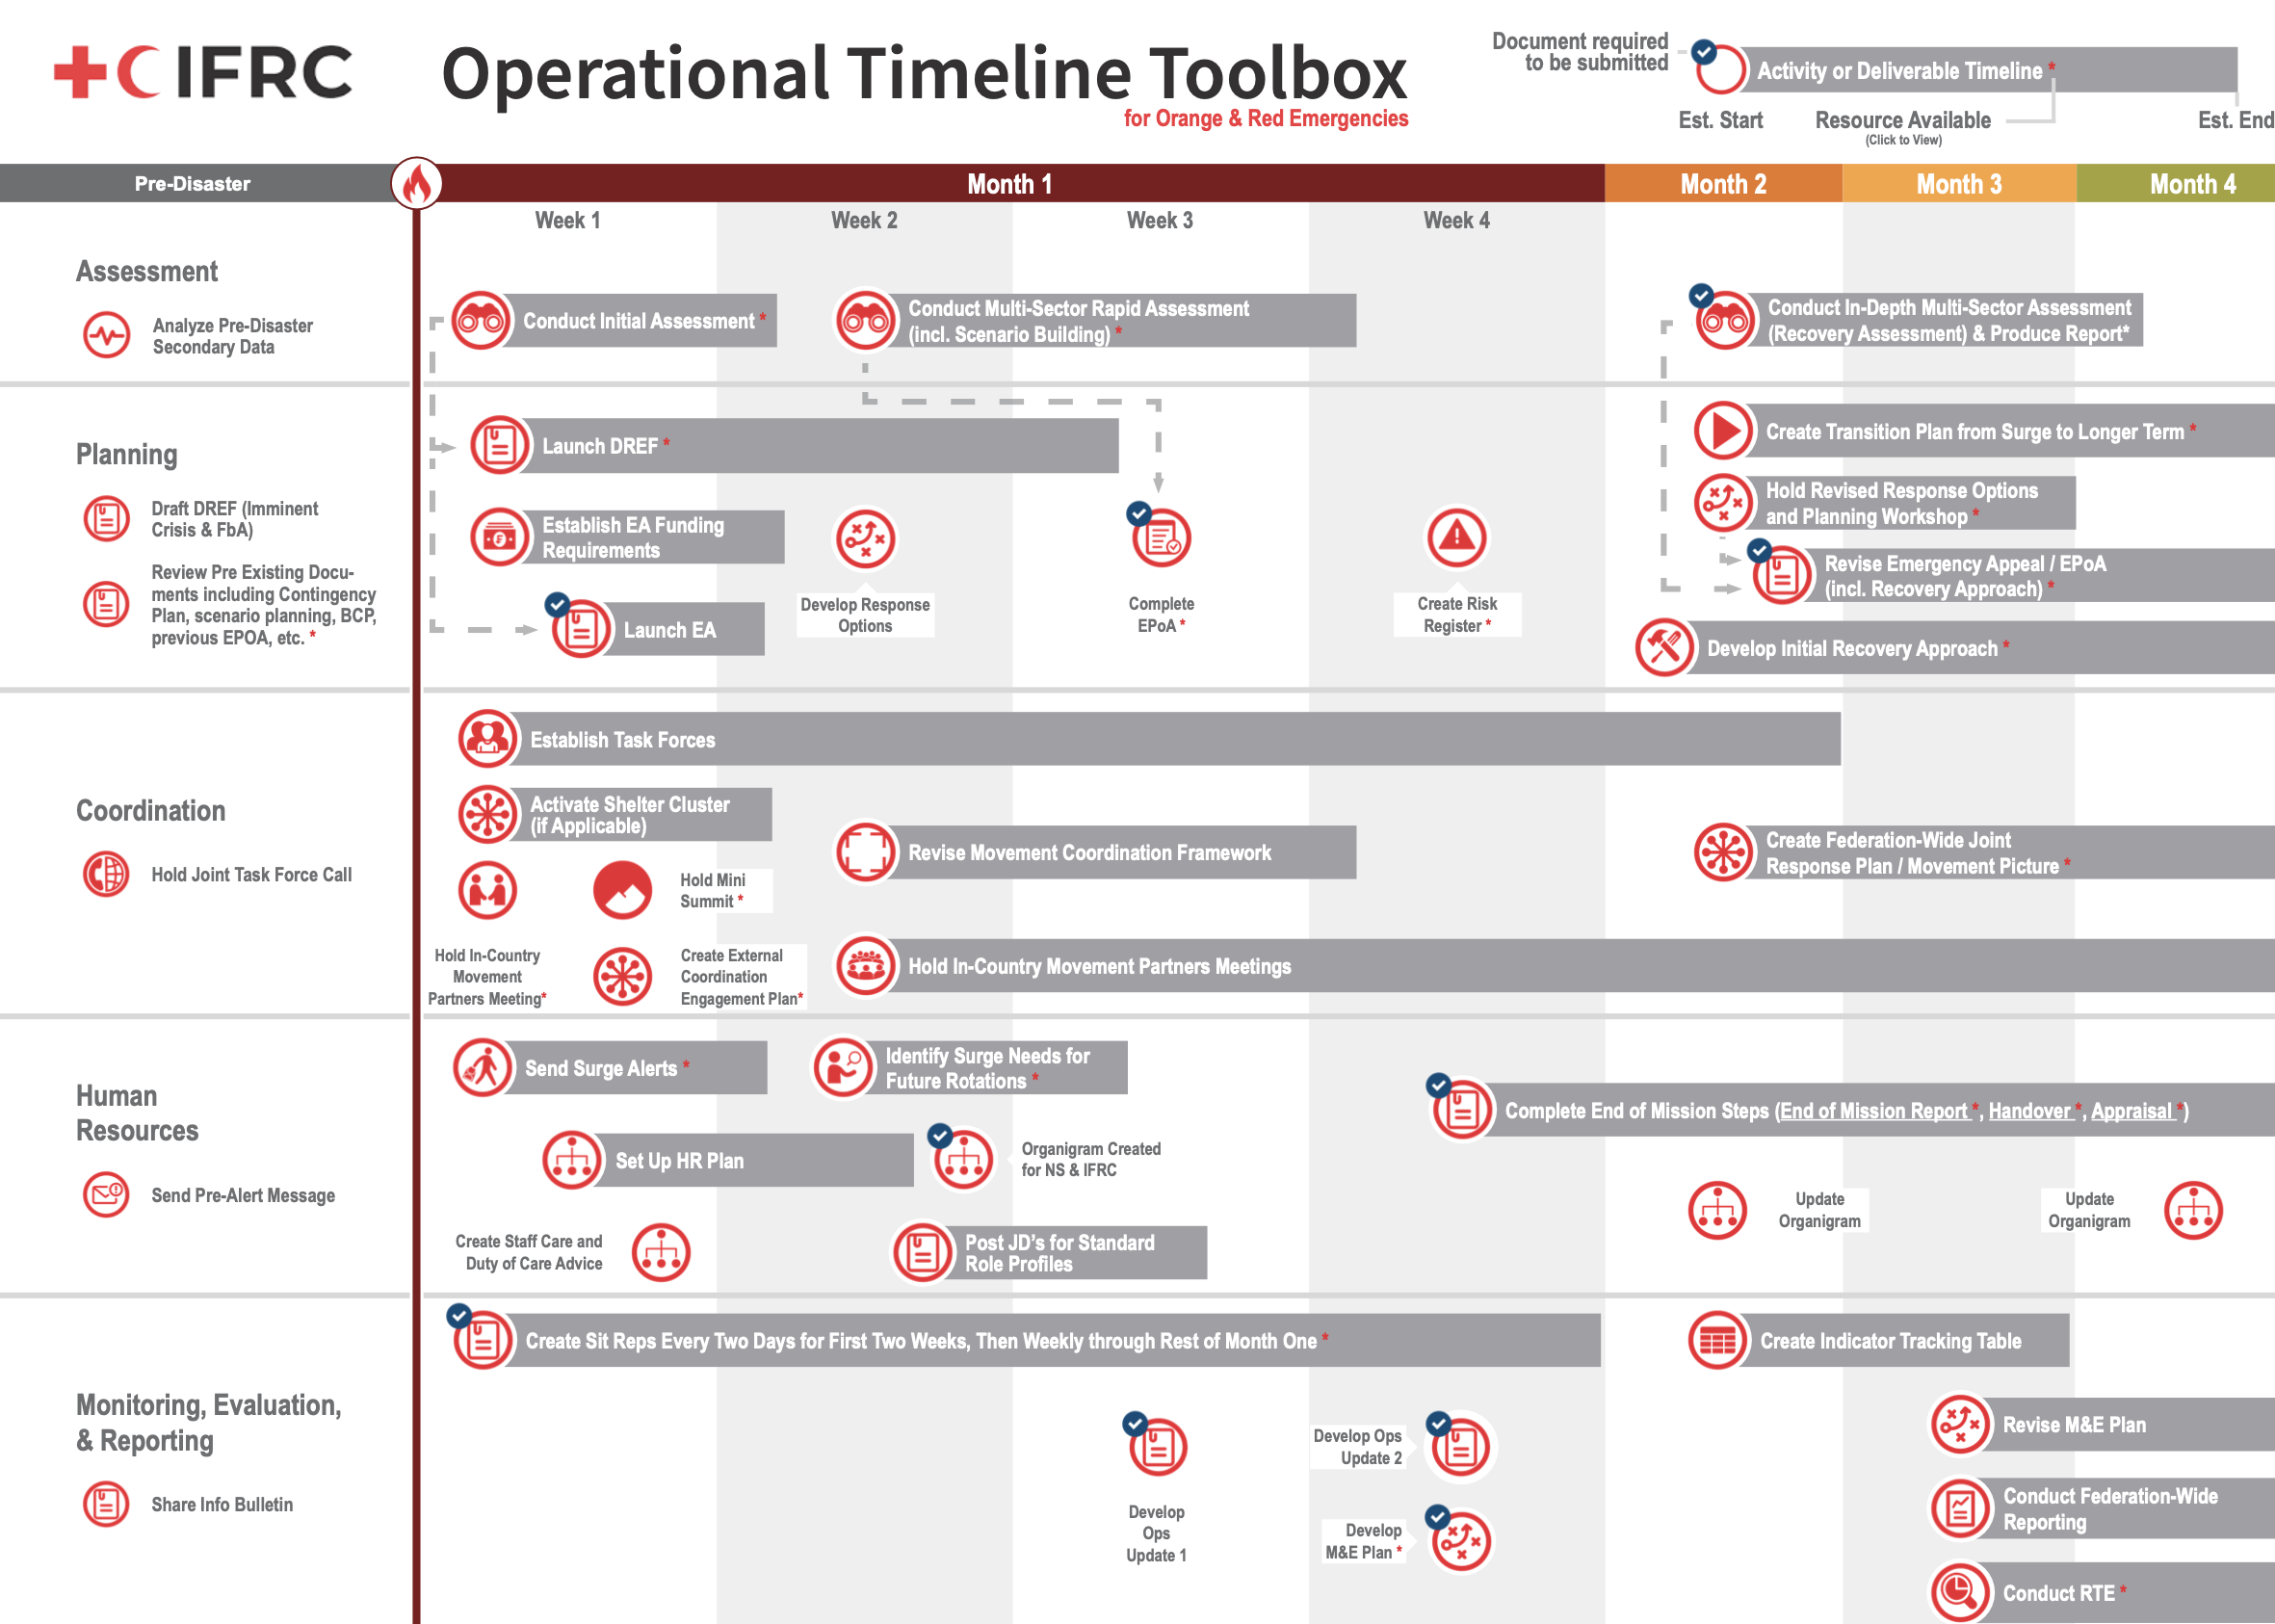 IFRC
Operational Timeline Toolbox
for Orange & Red Emergencies
Document required
to be submitted
Activity or Deliverable Timeline *
Est. Start
Resource Available
(Click to View)
Est. End
Pre-Disaster
Month 1
Month 2
Month 3
Month 4
Week 1
Week 2
Week 3
Week 4
Assessment
Analyze Pre-Disaster
Secondary Data
Conduct Initial Assessment *
Conduct Multi-Sector Rapid Assessment
(incl. Scenario Building) *
Conduct In-Depth Multi-Sector Assessment
(Recovery Assessment) & Produce Report*
Planning
Draft DREF (Imminent
Crisis & FbA)
Review Pre Existing Docu-
ments including Contingency
Plan, scenario planning, BCP,
previous EPOA, etc. *
Launch DREF *
Establish EA Funding
Requirements
Launch EA
Develop Response
Options
Complete
EPoA *
Create Risk
Register *
Create Transition Plan from Surge to Longer Term *
Hold Revised Response Options
and Planning Workshop *
Revise Emergency Appeal / EPoA
(incl. Recovery Approach) *
Develop Initial Recovery Approach *
Coordination
Hold Joint Task Force Call
Establish Task Forces
Activate Shelter Cluster
(if Applicable)
Hold In-Country
Movement
Partners Meeting*
Hold Mini
Summit *
Create External
Coordination
Engagement Plan*
Revise Movement Coordination Framework
Hold In-Country Movement Partners Meetings
Create Federation-Wide Joint
Response Plan / Movement Picture *
Human
Resources
Send Pre-Alert Message
Send Surge Alerts *
Identify Surge Needs for
Future Rotations *
Set Up HR Plan
Organigram Created
for NS & IFRC
Create Staff Care and
Duty of Care Advice
Post JD's for Standard
Role Profiles
Complete End of Mission Steps (End of Mission Report *, Handover *, Appraisal *)
Update
Organigram
Update
Organigram
Monitoring, Evaluation,
& Reporting
Share Info Bulletin
Create Sit Reps Every Two Days for First Two Weeks, Then Weekly through Rest of Month One *
Develop
Ops
Update 1
Develop Ops
Update 2
Develop
M&E Plan *
Create Indicator Tracking Table
Revise M&E Plan
Conduct Federation-Wide
Reporting
Conduct RTE *